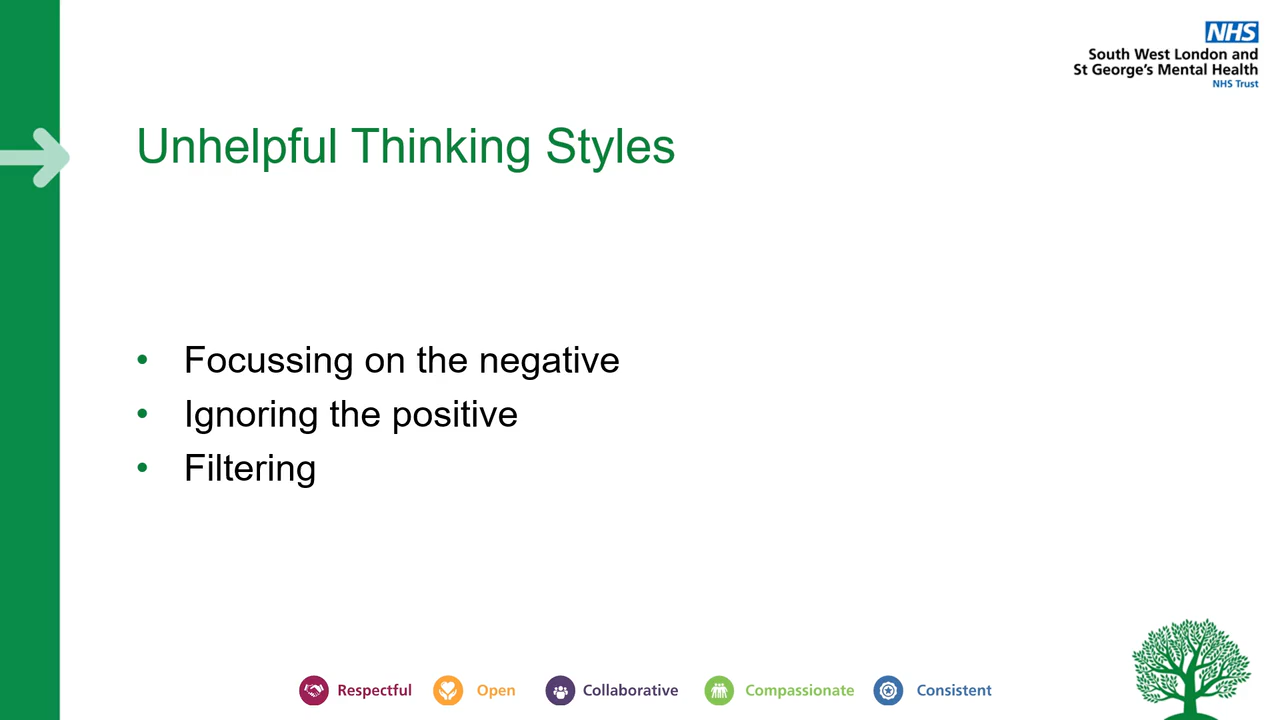 NHS
South West London and
St George's Mental Health
NHS Trust
Unhelpful Thinking Styles
• Focussing on the negative
• Ignoring the positive
• Filtering
Respectful Open Collaborative Compassionate Consistent